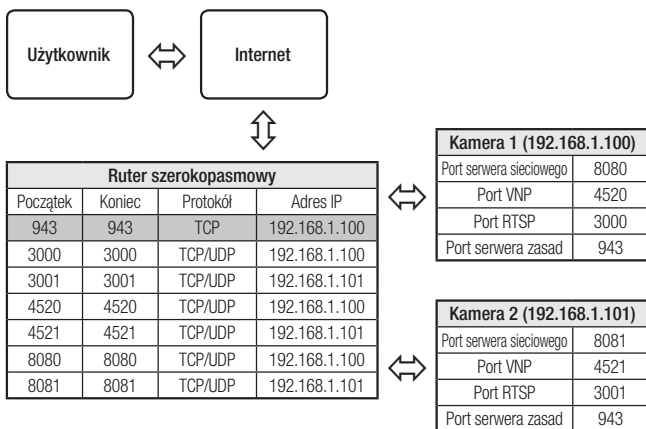 Użytkownik
Internet
Ruter szerokopasmowy
Początek Koniec Protokół Adres IP
943 943 TCP 192.168.1.100
3000 3000 TCP/UDP 192.168.1.100
3001 3001 TCP/UDP 192.168.1.101
4520 4520 TCP/UDP 192.168.1.100
4521 4521 TCP/UDP 192.168.1.101
8080 8080 TCP/UDP 192.168.1.100
8081 8081 TCP/UDP 192.168.1.101
Kamera 1 (192.168.1.100)
Port serwera sieciowego 8080
Port VNP 4520
Port RTSP 3000
Port serwera zasad 943
Kamera 2 (192.168.1.101)
Port serwera sieciowego 8081
Port VNP 4521
Port RTSP 3001
Port serwera zasad 943